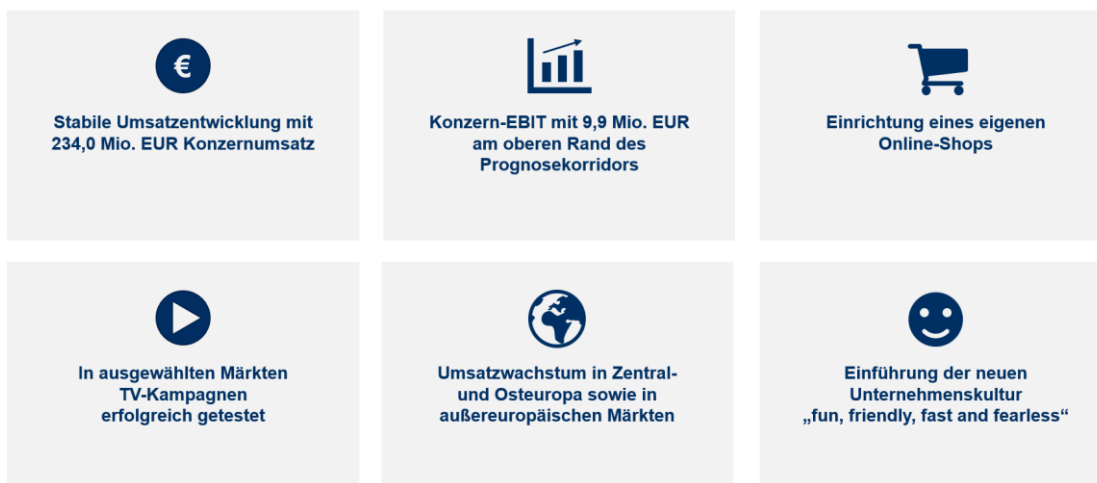 €
Stabile Umsatzentwicklung mit
234,0 Mio. EUR Konzernumsatz
Konzern-EBIT mit 9,9 Mio. EUR
am oberen Rand des
Prognosekorridors
Einrichtung eines eigenen
Online-Shops
In ausgewählten Märkten
TV-Kampagnen
erfolgreich getestet
Umsatzwachstum in Zentral-
und Osteuropa sowie in
außereuropäischen Märkten
Einführung der neuen
Unternehmenskultur
„fun, friendly, fast and fearless“